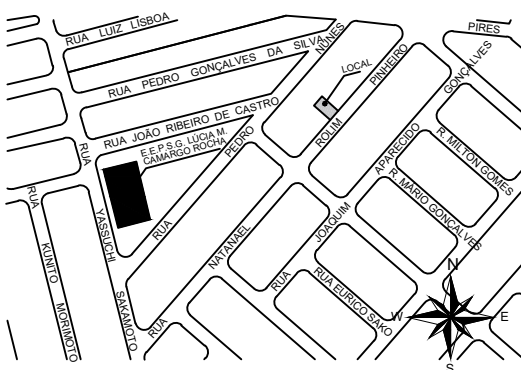 RUA LUIZ LISBOA
PIRES
RUA PEDRO GONÇALVES DA SILVA
NUNES
LOCAL
PINHEIRO
GONÇALVES
RUA JOÃO RIBEIRO DE CASTRO
E.E.P.S.G. LÚCIA M.
CAMARGO ROCHA
PEDRO
ROLIM
APARECIDO
R. MILTON GOMES
RUA
R. MÁRIO GONÇALVES
RUA
YASSUCHI
RUA
NATANAEL
JOAQUIM
KUNITO
RUA
RUA EURICO SAKO
MORIMOTO
SAKAMOTO
RUA
N
W
E
S